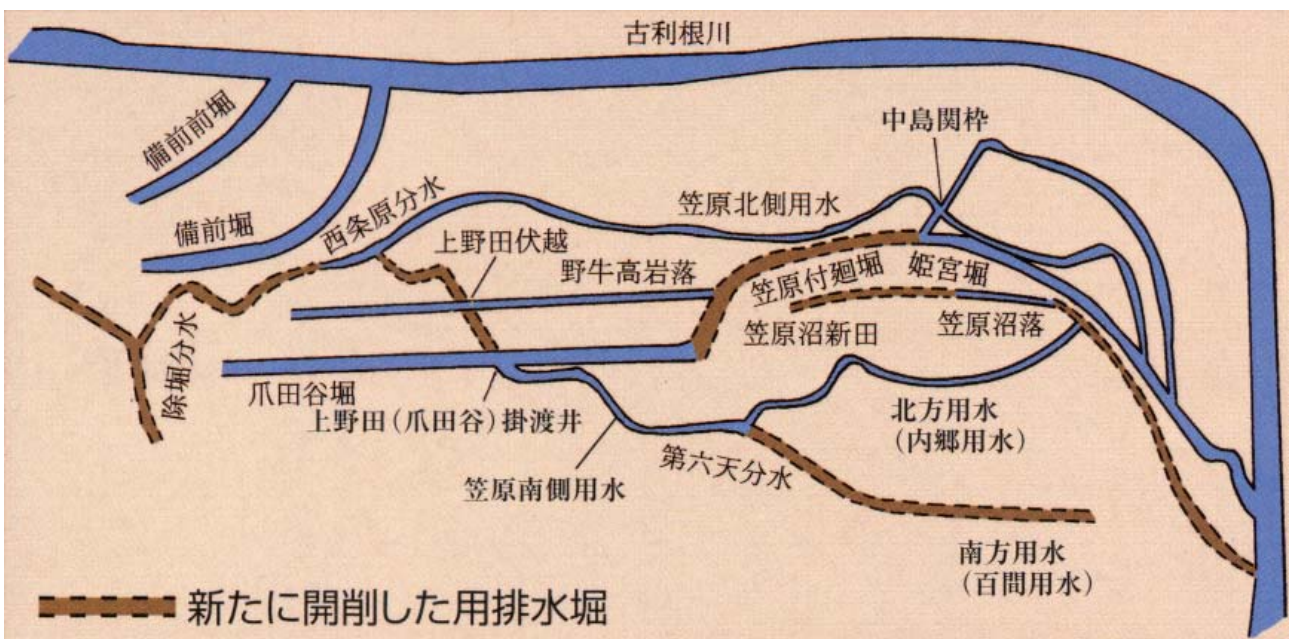 古利根川
備前前堀
中島関枠
備前堀
西条原分水
笠原北側用水
上野田伏越
野牛高岩落
笠原付廻堀
姫宮堀
除堀分水
笠原沼新田
笠原沼落
爪田谷堀
上野田(爪田谷)掛渡井
北方用水
(内郷用水)
第六天分水
笠原南側用水
南方用水
(百間用水)
新たに開削した用排水堀